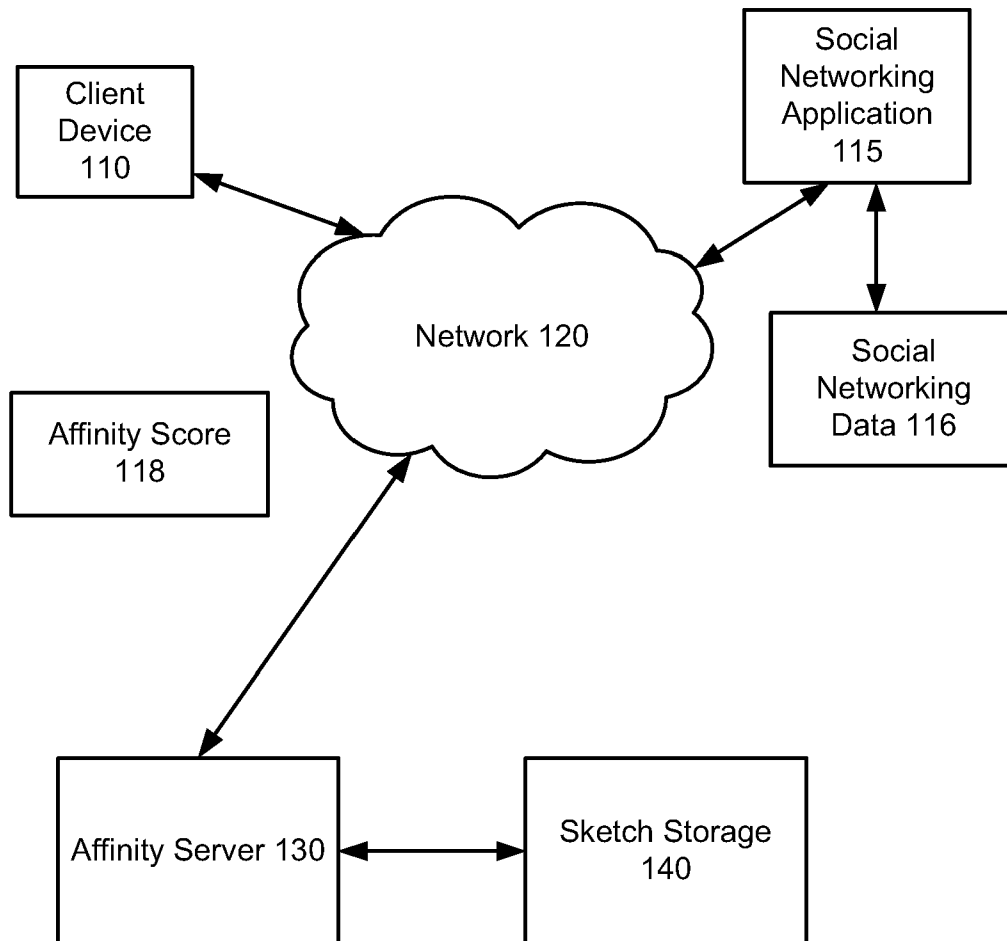 Client
Device
110
Social
Networking
Application
115
Network 120
Social
Networking
Data 116
Affinity Score
118
Affinity Server 130
Sketch Storage
140